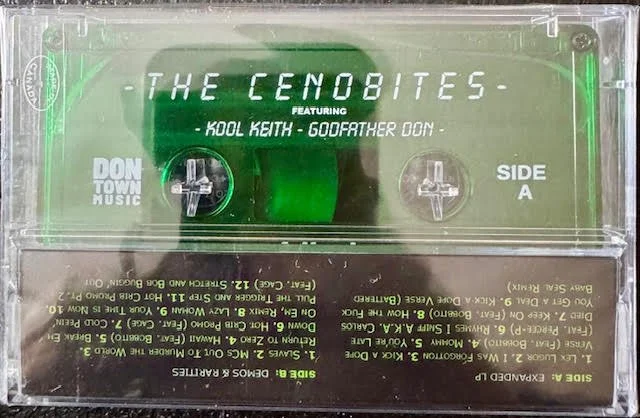 CANADA
- THE CENOBITES -
FEATURING
- KOOL KEITH - GODFATHER DON -
DON
TOWN
MUSIC
SIDE
A
SIDE A: EXPANDED LP
1. LEX LUGOR 2. I WAS FORGOTTON 3. KICK A DOPE
VERSE (FEAT. BOBBITO) 4. MOMMY 5. YOU'RE LATE
(FEAT. PERCEE-P) 6. RHYMES I SNIFF A.K.A. CARLOS
DIED 7. KEEP ON (FEAT. BOBBITO) 8. HOW THE FUCK
YOU GET A DEAL 9. KICK A DOPE VERSE (BATTERED
BABY SEAL REMIX
SIDE B: DEMOS & RARITIES
1. SLAVES 2. MCS OUT TO MURDER THE WORLD 3.
RETURN TO ZERO 4. HAWAII (FEAT. BOBBITO) 5. BREAK EM
DOWN 6. HOT CRIB PROMO (FEAT. CAGE) 7. COLD PEEIN'
ON EM, REMIX 8. LAZY WOMAN 9. YOUR TIME IS NOW 10.
PULL THE TRIGGER AND STEP 11. HOT CRIB PROMO PT. 2
(FEAT. CAGE) 12. STRETCH AND BOB BUGGIN' OUT